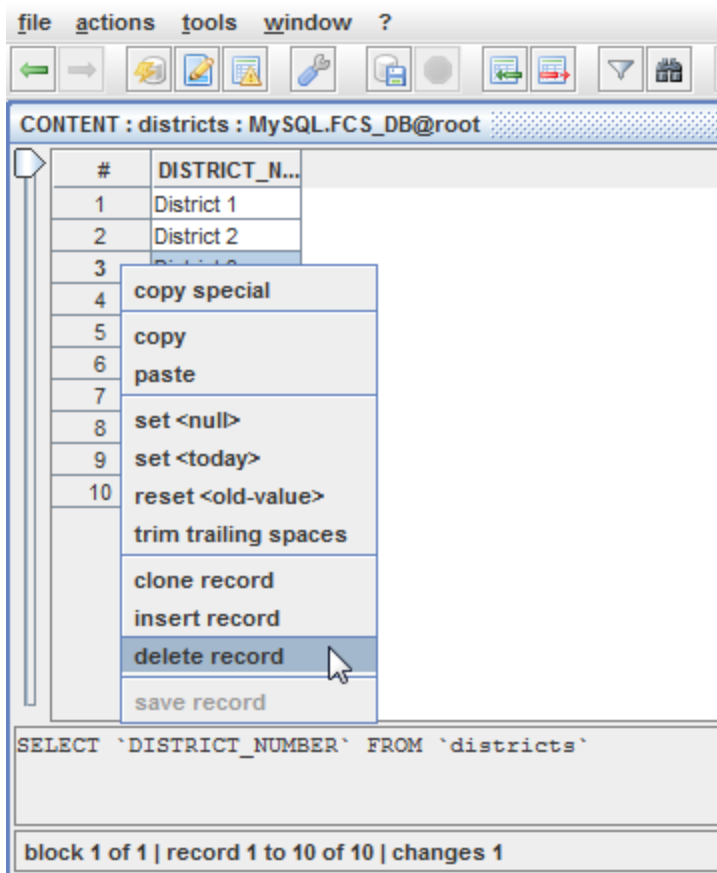 file actions tools window ?
CONTENT : districts : MySQL.FCS_DB@root
# DISTRICT_N...
1 District 1
2 District 2
3
4
5
6
7
8
9
10
copy special
copy
paste
set <null>
set <today>
reset <old-value>
trim trailing spaces
clone record
insert record
delete record
save record
SELECT `DISTRICT_NUMBER` FROM `districts`
block 1 of 1 | record 1 to 10 of 10 | changes 1